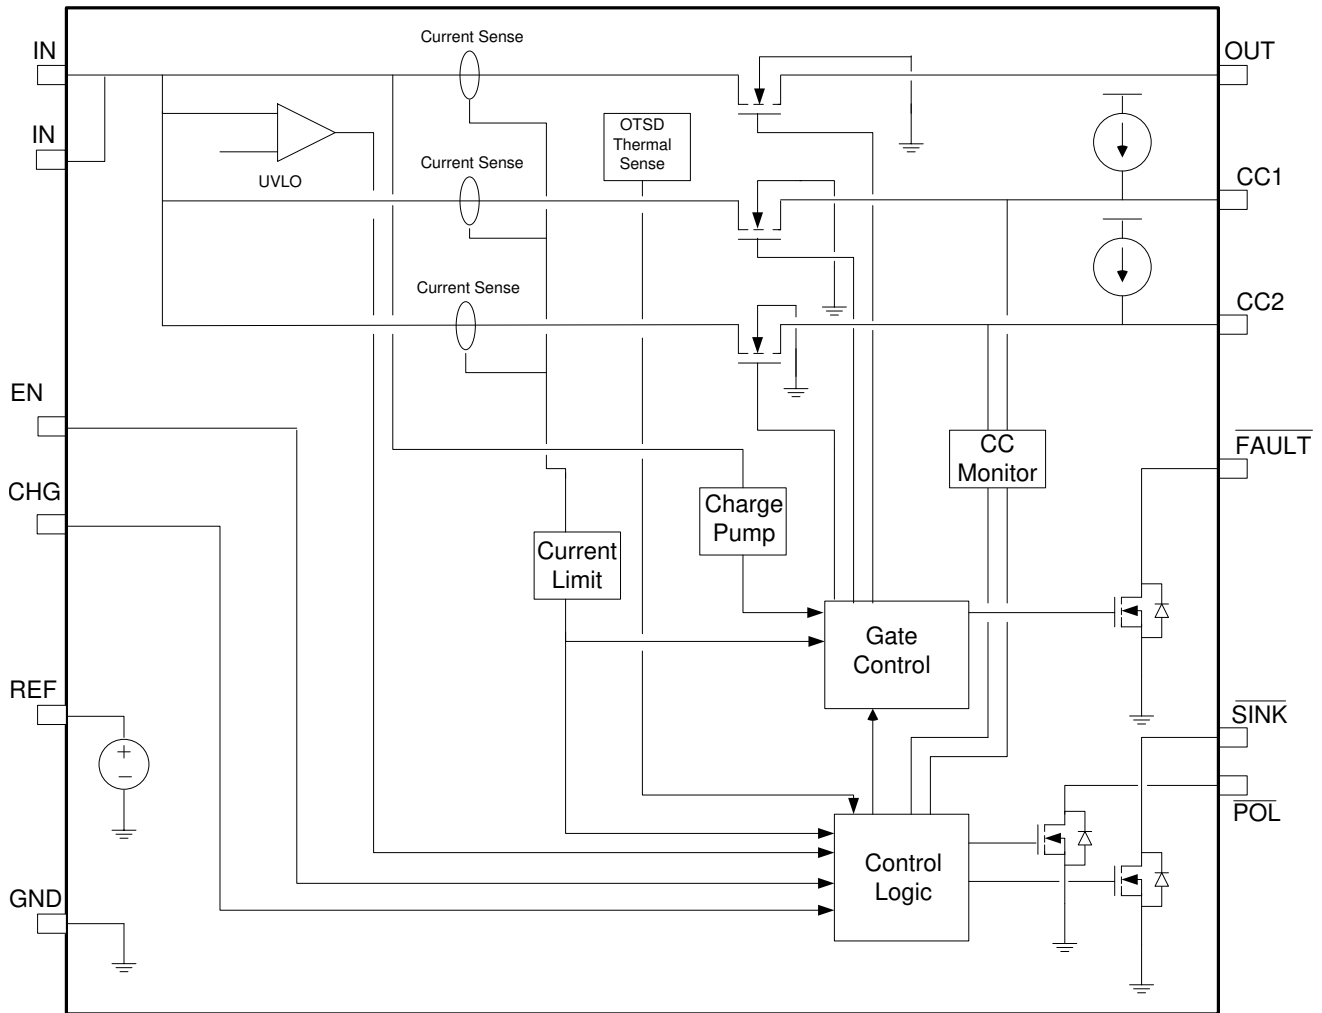 Current Sense
IN
OUT
IN
OTSD
Thermal
Sense
Current Sense
UVLO
CC1
Current Sense
CC2
EN
FAULT
CC
Monitor
CHG
Charge
Pump
Current
Limit
Gate
Control
REF
SINK
+
−
POL
Control
Logic
GND